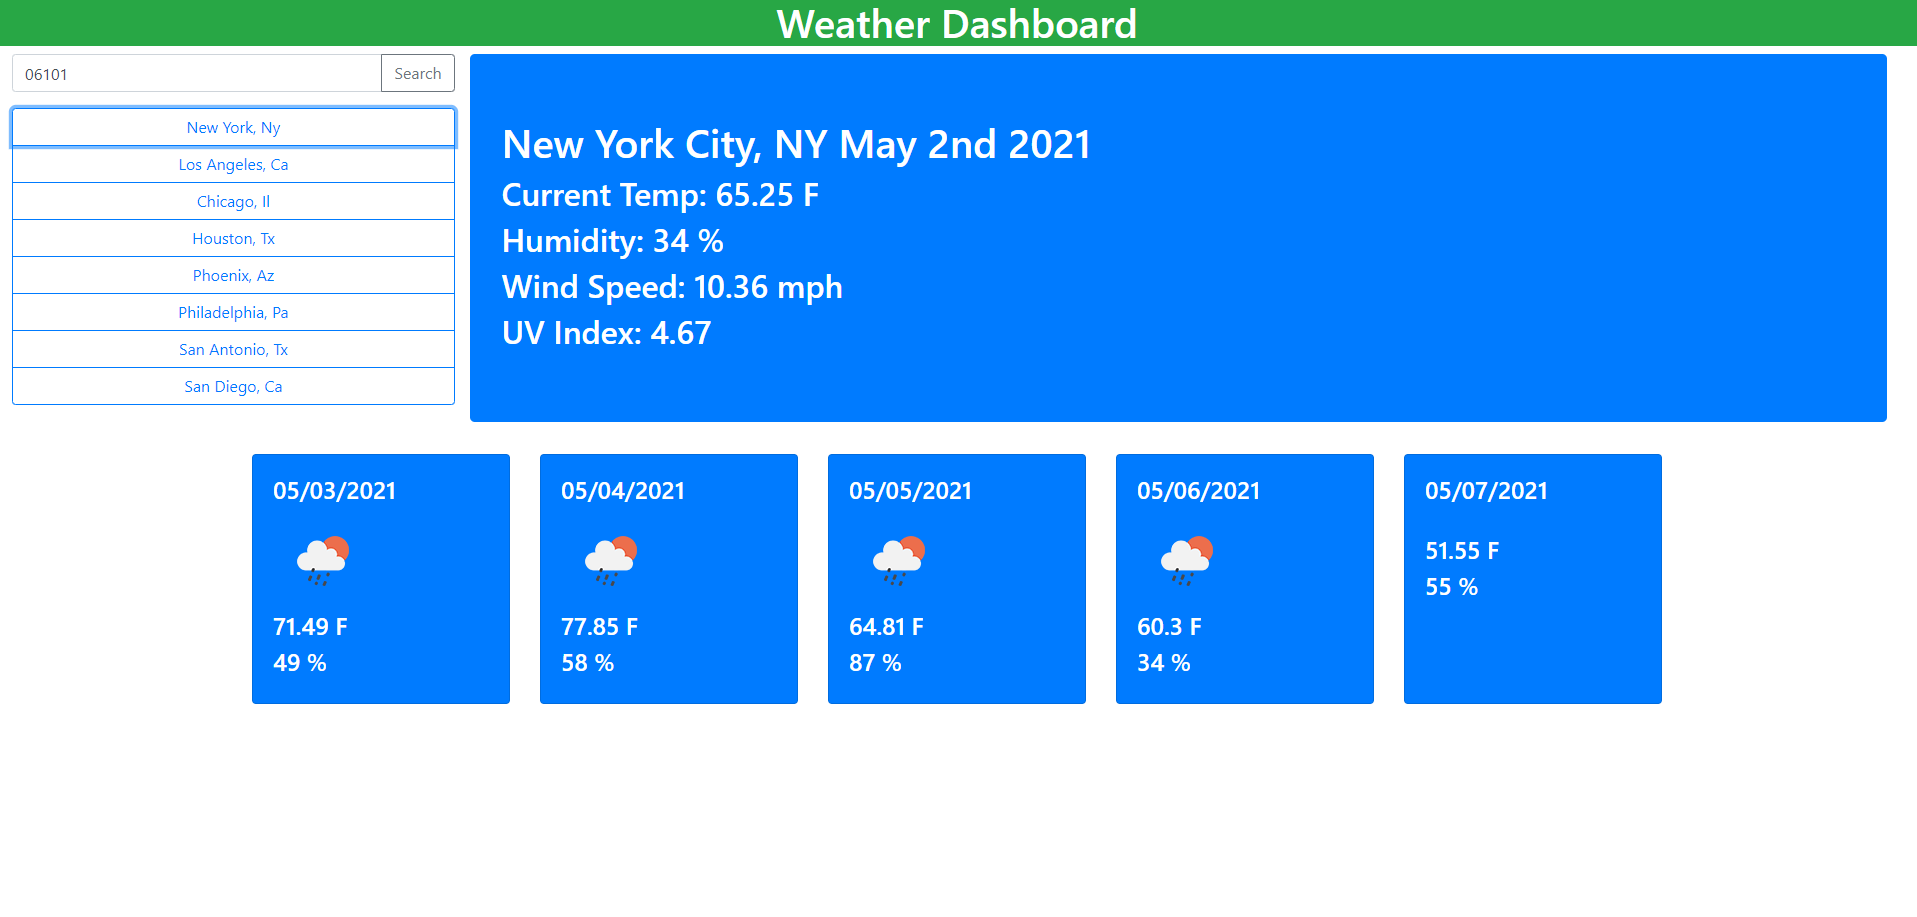 Weather Dashboard
06101
Search
New York, Ny
Los Angeles, Ca
Chicago, Il
Houston, Tx
Phoenix, Az
Philadelphia, Pa
San Antonio, Tx
San Diego, Ca
New York City, NY May 2nd 2021
Current Temp: 65.25 F
Humidity: 34 %
Wind Speed: 10.36 mph
UV Index: 4.67
05/03/2021
71.49 F
49 %
05/04/2021
77.85 F
58 %
05/05/2021
64.81 F
87 %
05/06/2021
60.3 F
34 %
05/07/2021
51.55 F
55 %